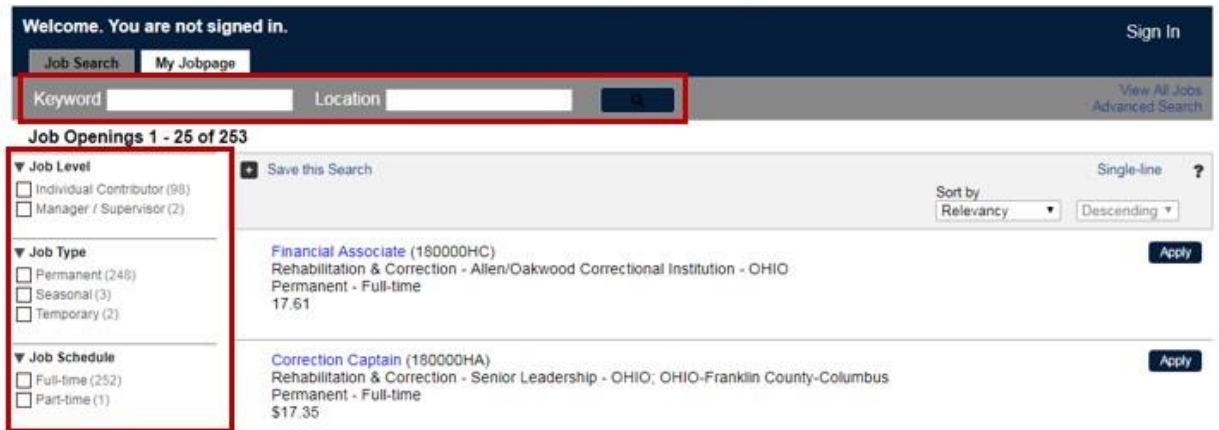 Welcome. You are not signed in.
Sign In
Job Search My Jobpage
Keyword Location
View All Jobs
Advanced Search
Job Openings 1 - 25 of 253
▼ Job Level
Individual Contributor (98)
Manager / Supervisor (2)
+ Save this Search
Single-line ?
Sort by
Relevancy ▼ Descending ▼
▼ Job Type
Permanent (248)
Seasonal (3)
Temporary (2)
Financial Associate (180000HC)
Rehabilitation & Correction - Allen/Oakwood Correctional Institution - OHIO
Permanent - Full-time
17.61
Apply
▼ Job Schedule
Full-time (252)
Part-time (1)
Correction Captain (180000HA)
Rehabilitation & Correction - Senior Leadership - OHIO; OHIO-Franklin County-Columbus
Permanent - Full-time
$17.35
Apply